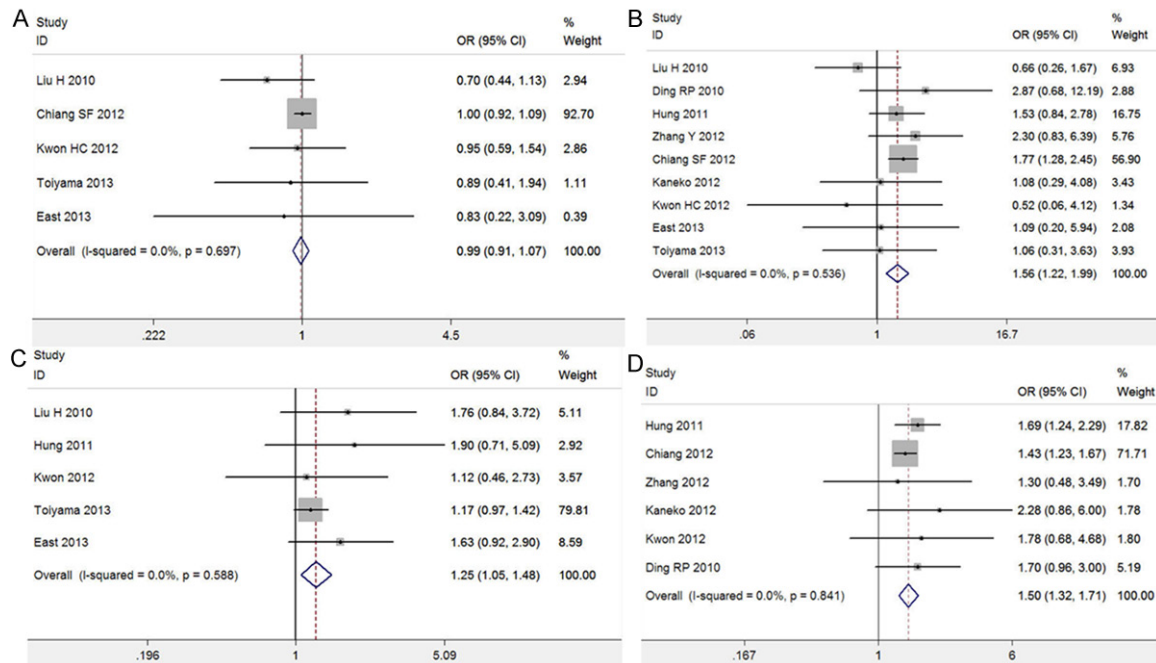 A
Study %
ID OR (95% CI) Weight
Liu H 2010 0.70 (0.44, 1.13) 2.94
Chiang SF 2012 1.00 (0.92, 1.09) 92.70
Kwon HC 2012 0.95 (0.59, 1.54) 2.86
Toiyama 2013 0.89 (0.41, 1.94) 1.11
East 2013 0.83 (0.22, 3.09) 0.39
Overall (I-squared = 0.0%, p = 0.697) 0.99 (0.91, 1.07) 100.00
.222 1 4.5
B
Study %
ID OR (95% CI) Weight
Liu H 2010 0.66 (0.26, 1.67) 6.93
Ding RP 2010 2.87 (0.68, 12.19) 2.88
Hung 2011 1.53 (0.84, 2.78) 16.75
Zhang Y 2012 2.30 (0.83, 6.39) 5.76
Chiang SF 2012 1.77 (1.28, 2.45) 56.90
Kaneko 2012 1.08 (0.29, 4.08) 3.43
Kwon HC 2012 0.52 (0.06, 4.12) 1.34
East 2013 1.09 (0.20, 5.94) 2.08
Toiyama 2013 1.06 (0.31, 3.63) 3.93
Overall (I-squared = 0.0%, p = 0.536) 1.56 (1.22, 1.99) 100.00
.06 1 16.7
C
Study %
ID OR (95% CI) Weight
Liu H 2010 1.76 (0.84, 3.72) 5.11
Hung 2011 1.90 (0.71, 5.09) 2.92
Kwon 2012 1.12 (0.46, 2.73) 3.57
Toiyama 2013 1.17 (0.97, 1.42) 79.81
East 2013 1.63 (0.92, 2.90) 8.59
Overall (I-squared = 0.0%, p = 0.588) 1.25 (1.05, 1.48) 100.00
.196 1 5.09
D
Study %
ID OR (95% CI) Weight
Hung 2011 1.69 (1.24, 2.29) 17.82
Chiang 2012 1.43 (1.23, 1.67) 71.71
Zhang 2012 1.30 (0.48, 3.49) 1.70
Kaneko 2012 2.28 (0.86, 6.00) 1.78
Kwon 2012 1.78 (0.68, 4.68) 1.80
Ding RP 2010 1.70 (0.96, 3.00) 5.19
Overall (I-squared = 0.0%, p = 0.841) 1.50 (1.32, 1.71) 100.00
.167 1 6